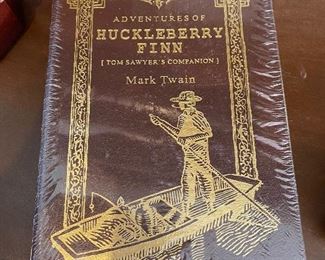 ADVENTURES OF
HUCKLEBERRY
FINN
[ TOM SAWYER'S COMPANION ]
Mark Twain